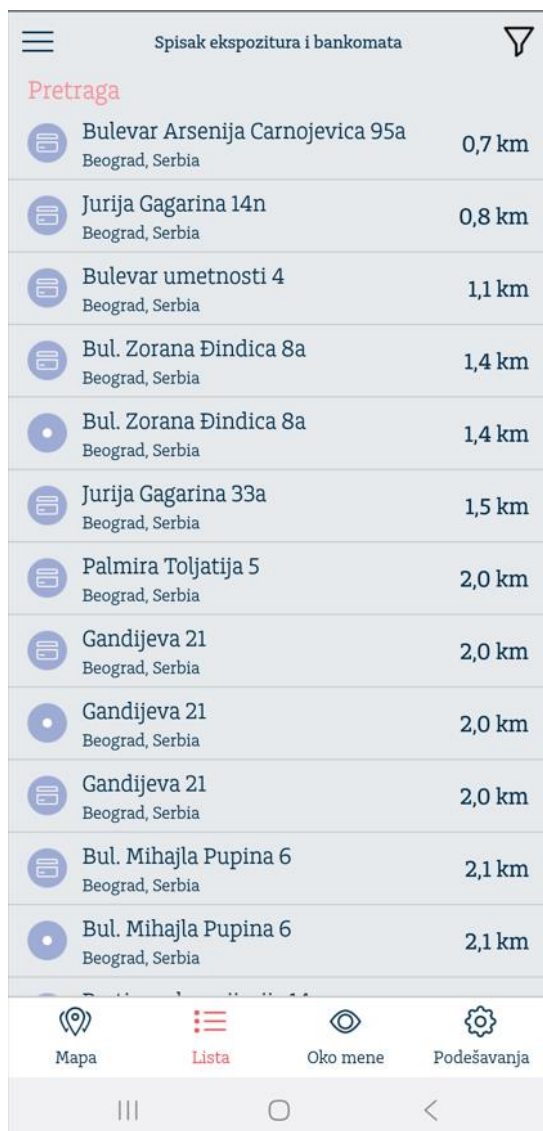 Spisak ekspozitura i bankomata
Pretraga
Bulevar Arsenija Carnojevica 95a
Beograd, Serbia
0,7 km
Jurija Gagarina 14n
Beograd, Serbia
0,8 km
Bulevar umetnosti 4
Beograd, Serbia
1,1 km
Bul. Zorana Đindica 8a
Beograd, Serbia
1,4 km
Bul. Zorana Đindica 8a
Beograd, Serbia
1,4 km
Jurija Gagarina 33a
Beograd, Serbia
1,5 km
Palmira Toljatija 5
Beograd, Serbia
2,0 km
Gandijeva 21
Beograd, Serbia
2,0 km
Gandijeva 21
Beograd, Serbia
2,0 km
Gandijeva 21
Beograd, Serbia
2,0 km
Bul. Mihajla Pupina 6
Beograd, Serbia
2,1 km
Bul. Mihajla Pupina 6
Beograd, Serbia
2,1 km
Mapa
Lista
Oko mene
Podešavanja